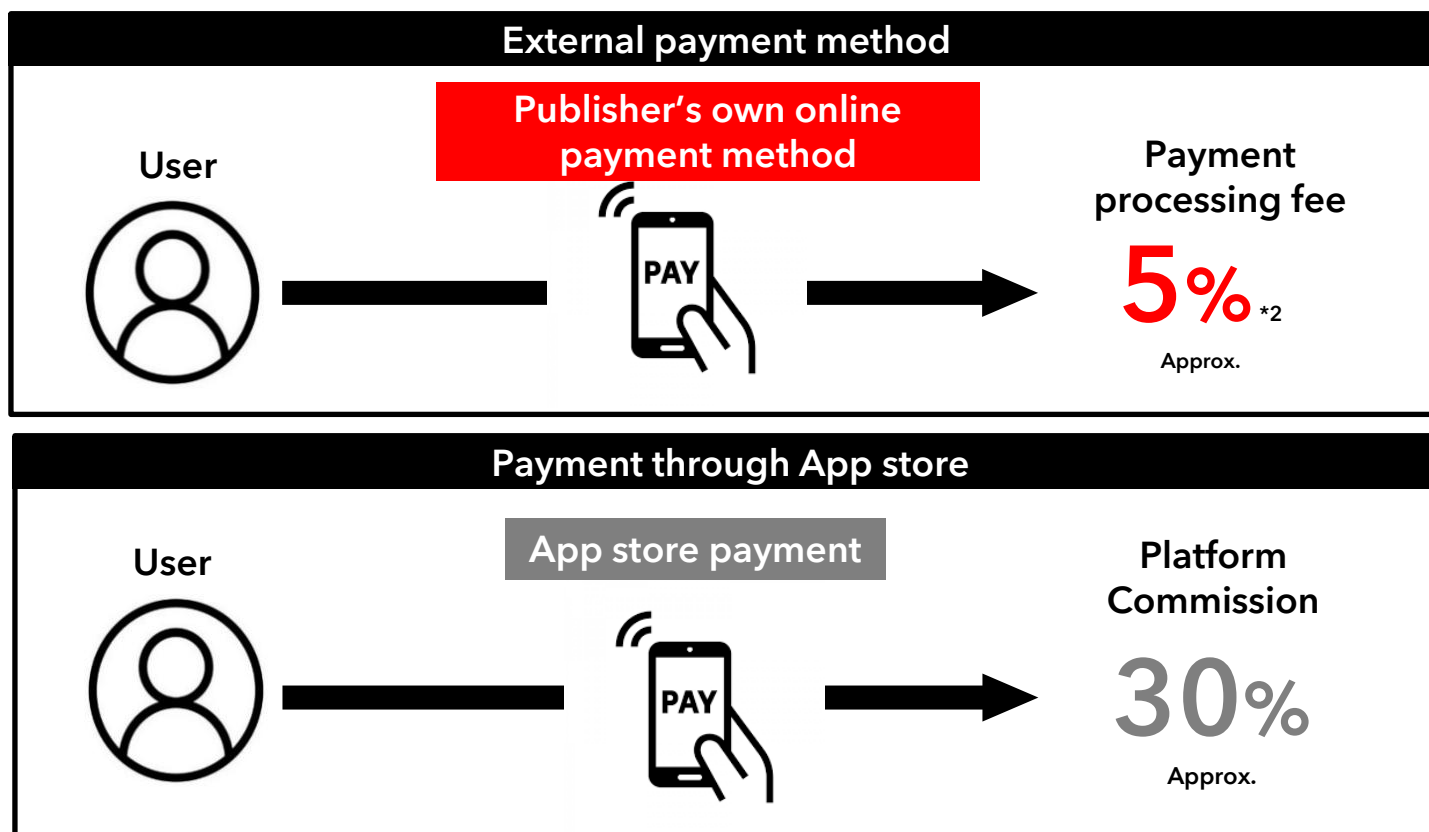 External payment method
Publisher's own online
payment method
User
Payment
processing fee
PAY
5% *2
Approx.
Payment through App store
App store payment
User
Platform
Commission
PAY
30%
Approx.